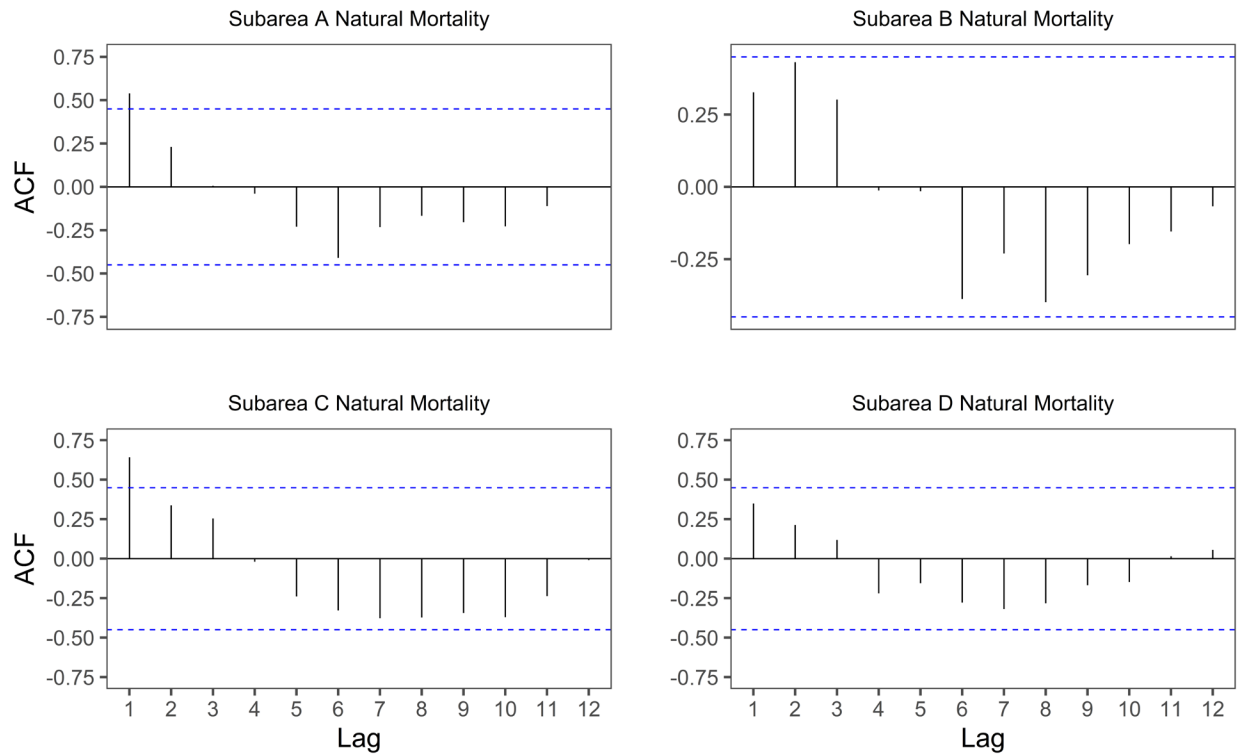 Subarea A Natural Mortality
0.75
0.50
0.25
0.00
-0.25
-0.50
-0.75
ACF
Subarea B Natural Mortality
0.25
0.00
-0.25
Subarea C Natural Mortality
0.75
0.50
0.25
0.00
-0.25
-0.50
-0.75
ACF
1 2 3 4 5 6 7 8 9 10 11 12
Lag
Subarea D Natural Mortality
0.75
0.50
0.25
0.00
-0.25
-0.50
-0.75
1 2 3 4 5 6 7 8 9 10 11 12
Lag